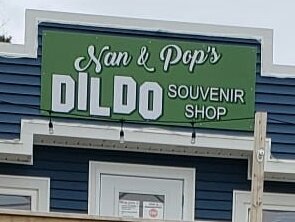 Nan & Pop's
DILDO
SOUVENIR
SHOP